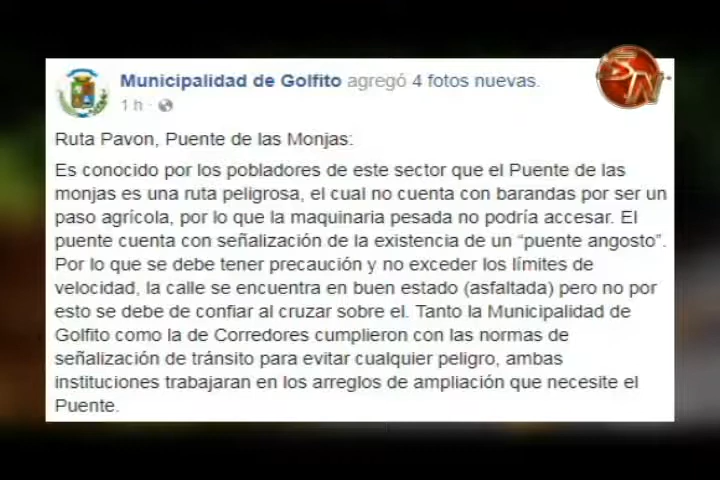 Municipalidad de Golfito agregó 4 fotos nuevas.
1 h ·
SN
Ruta Pavon, Puente de las Monjas:
Es conocido por los pobladores de este sector que el Puente de las
monjas es una ruta peligrosa, el cual no cuenta con barandas por ser un
paso agrícola, por lo que la maquinaria pesada no podría accesar. El
puente cuenta con señalización de la existencia de un “puente angosto”.
Por lo que se debe tener precaución y no exceder los límites de
velocidad, la calle se encuentra en buen estado (asfaltada) pero no por
esto se debe de confiar al cruzar sobre el. Tanto la Municipalidad de
Golfito como la de Corredores cumplieron con las normas de
señalización de tránsito para evitar cualquier peligro, ambas
instituciones trabajaran en los arreglos de ampliación que necesite el
Puente.